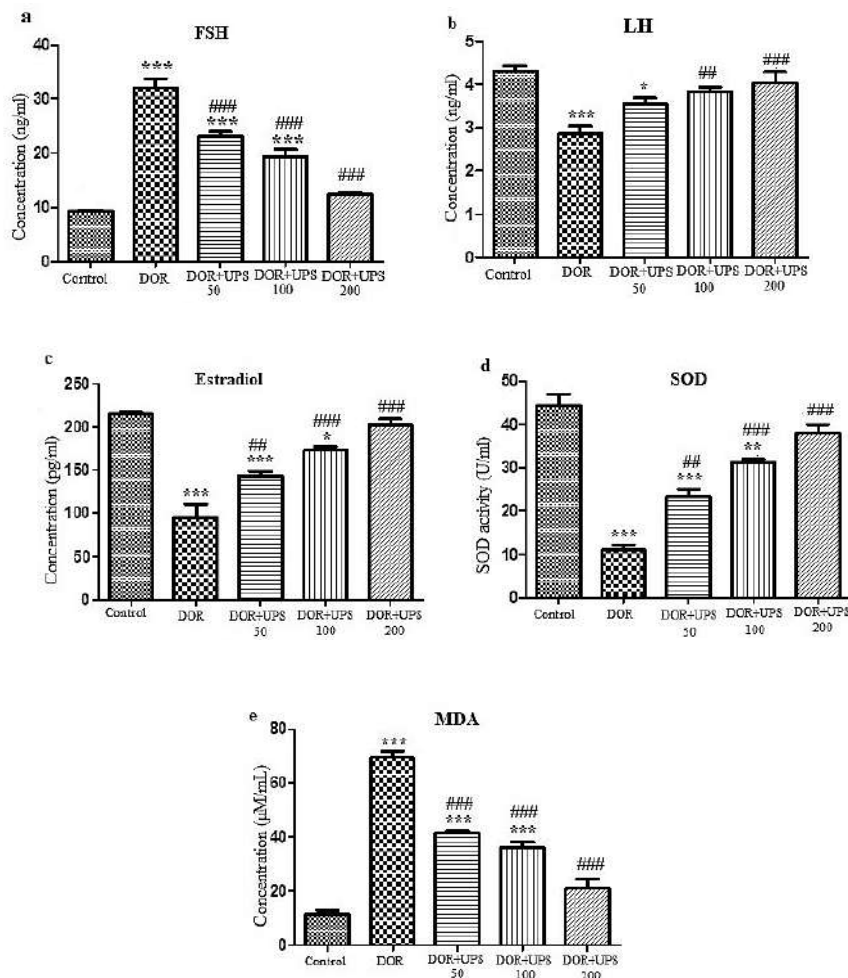 a
FSH
Concentration (ng/ml)
40
30
20
10
0
***
###
***
###
***
###
Control
DOR
DOR+UPS
50
DOR+UPS
100
DOR+UPS
200
b
LH
Concentration (ng/ml)
5
4
3
2
1
0
***
*
##
###
Control
DOR
DOR+UPS
50
DOR+UPS
100
DOR+UPS
200
c
Estradiol
Concentration (pg/ml)
250
200
150
100
50
0
***
##
***
###
*
###
Control
DOR
DOR+UPS
50
DOR+UPS
100
DOR+UPS
200
d
SOD
SOD activity (U/ml)
50
40
30
20
10
0
***
##
***
###
**
###
Control
DOR
DOR+UPS
50
DOR+UPS
100
DOR+UPS
200
e
MDA
Concentration (µM/mL)
80
60
40
20
0
***
###
***
###
***
###
Control
DOR
DOR+UPS
50
DOR+UPS
100
DOR+UPS
200